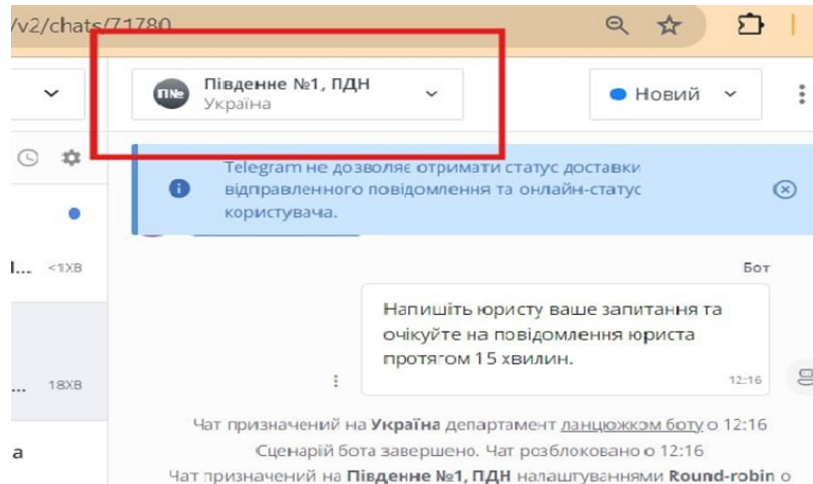 /v2/chats/71780
Південне №1, ПДН
Україна
Новий
Telegram не дозволяє отримати статус доставки
відправленного повідомлення та онлайн-статус
користувача.
<1ХВ
Бот
Напишіть юристу ваше запитання та
очікуйте на повідомлення юриста
протягом 15 хвилин.
12:16
18ХВ
Чат призначений на Україна департамент ланцюжком боту о 12:16
Сценарій бота завершено. Чат розблоковано о 12:16
а
Чат призначений на Південне №1, ПДН налаштуваннями Round-robin о